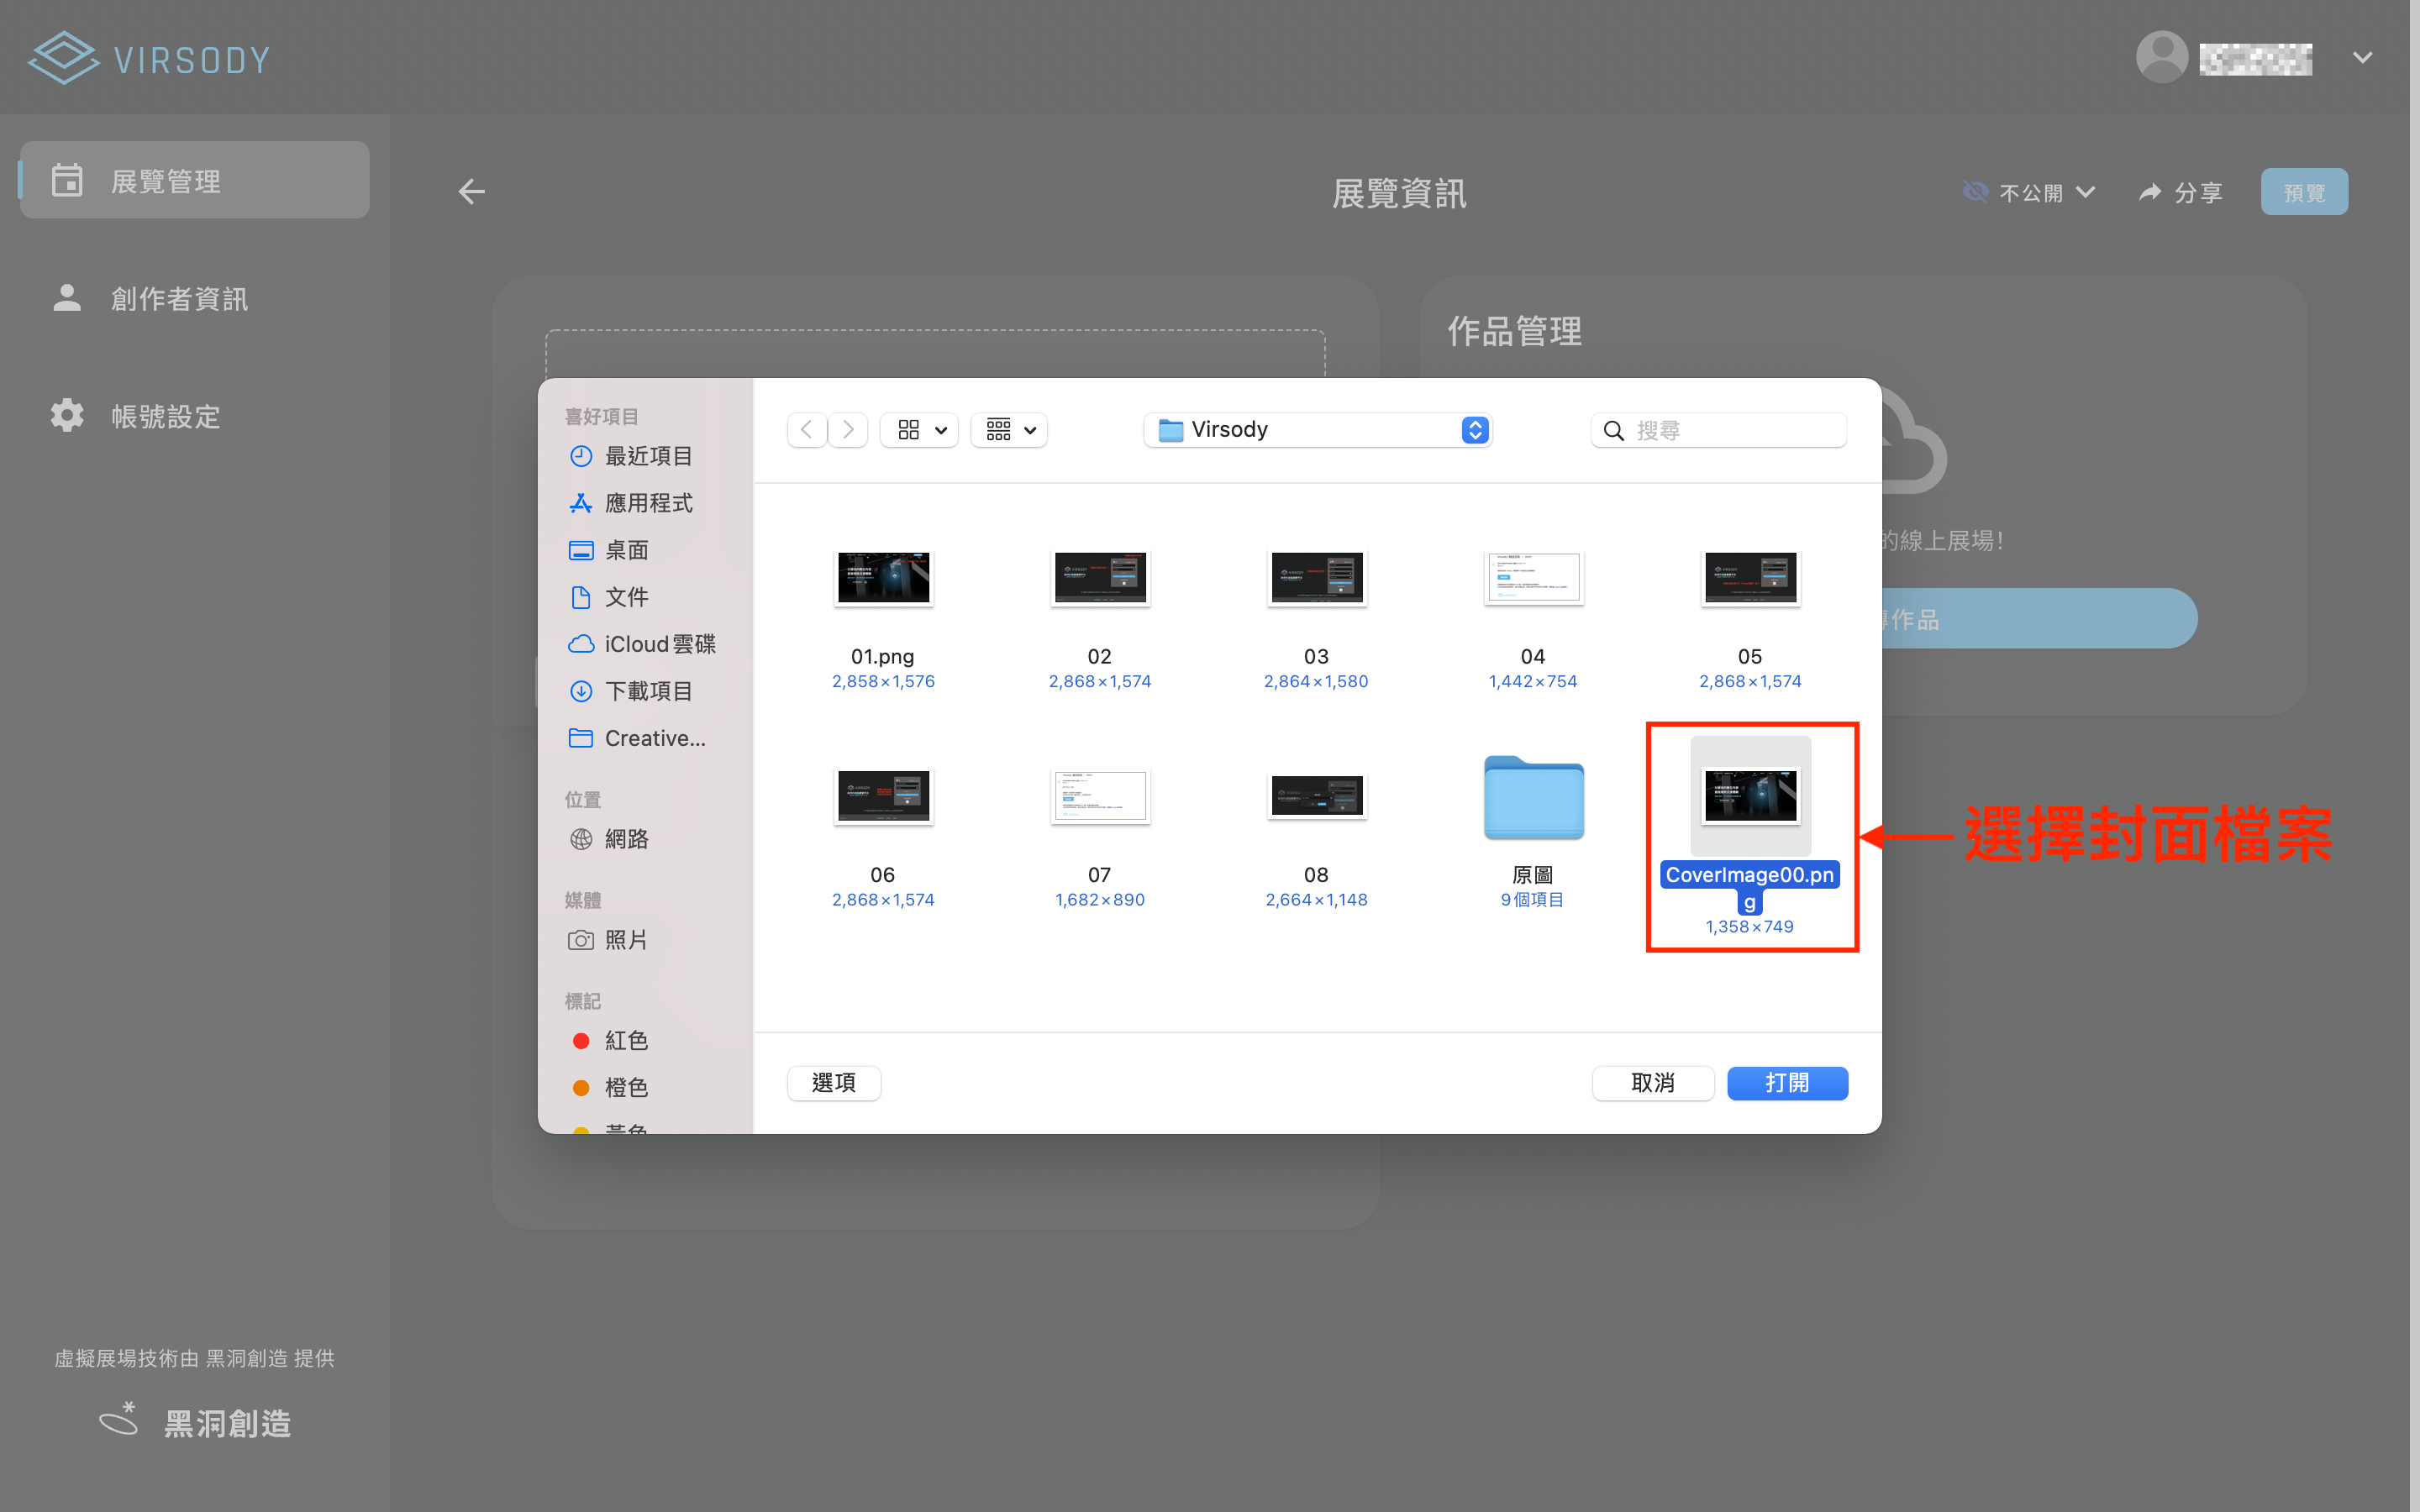 VIRSODY
展覽管理
創作者資訊
帳號設定
虛擬展場技術由 黑洞創造 提供
黑洞創造
展覽資訊
不公開
分享
預覽
作品管理
的線上展場!
作品
喜好項目
最近項目
應用程式
桌面
文件
iCloud雲碟
下載項目
Creative...
位置
網路
媒體
照片
標記
紅色
橙色
黃色
Virsody
搜尋
01.png
2,858×1,576
02
2,868×1,574
03
2,864×1,580
04
1,442×754
05
2,868×1,574
06
2,868×1,574
07
1,682×890
08
2,664×1,148
原圖
9個項目
CoverImage00.pn
g
1,358×749
選擇封面檔案
選項
取消
打開